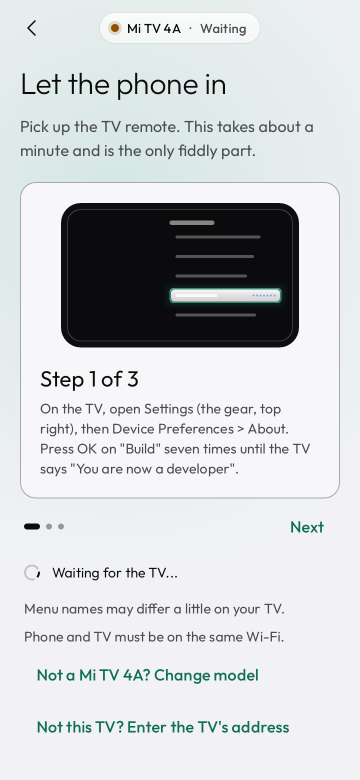 Mi TV 4A · Waiting
Let the phone in
Pick up the TV remote. This takes about a
minute and is the only fiddly part.
Step 1 of 3
On the TV, open Settings (the gear, top
right), then Device Preferences > About.
Press OK on "Build" seven times until the TV
says "You are now a developer".
Next
Waiting for the TV...
Menu names may differ a little on your TV.
Phone and TV must be on the same Wi-Fi.
Not a Mi TV 4A? Change model
Not this TV? Enter the TV's address